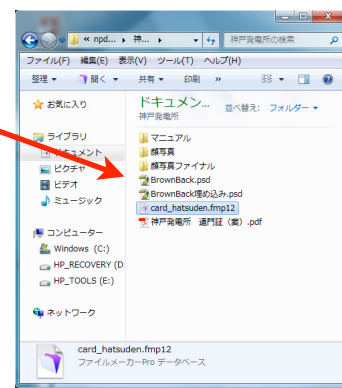 « npd... ▸ 神... ▸
神戸発電所の検索
ファイル(F) 編集(E) 表示(V) ツール(T) ヘルプ(H)
整理 ▼ 開く ▼ 共有 ▼ 印刷 »
お気に入り
ライブラリ
ドキュメント
ピクチャ
ビデオ
ミュージック
コンピューター
Windows (C:)
HP_RECOVERY (D
HP_TOOLS (E:)
ネットワーク
ドキュメン...
神戸発電所
並べ替え: フォルダー ▼
マニュアル
顔写真
顔写真ファイナル
BrownBack.psd
BrownBack埋め込み.psd
card_hatsuden.fmp12
神戸発電所 通門証（案）.pdf
card_hatsuden.fmp12
ファイルメーカーPro データベース